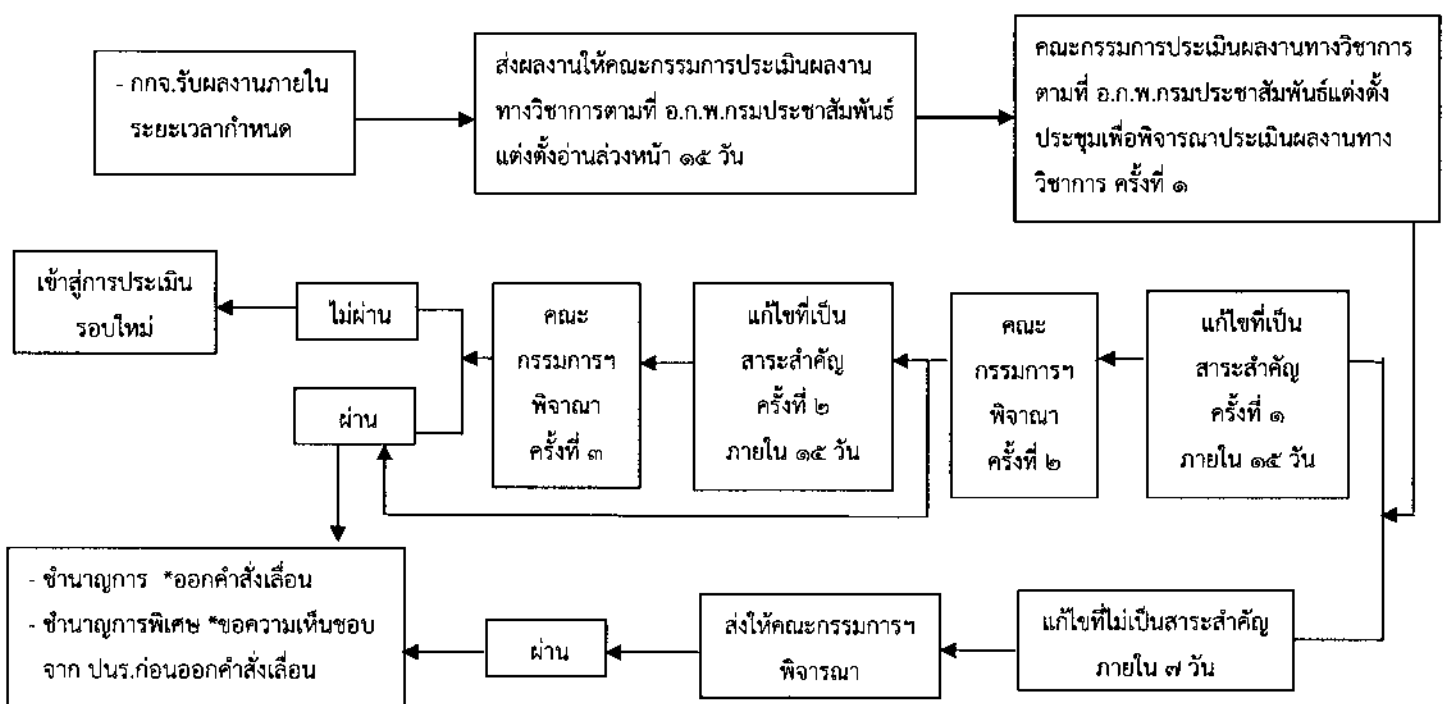 - กกจ.รับผลงานภายใน
ระยะเวลากำหนด
ส่งผลงานให้คณะกรรมการประเมินผลงาน
ทางวิชาการตามที่ อ.ก.พ.กรมประชาสัมพันธ์
แต่งตั้งอ่านล่วงหน้า ๑๕ วัน
คณะกรรมการประเมินผลงานทางวิชาการ
ตามที่ อ.ก.พ.กรมประชาสัมพันธ์แต่งตั้ง
ประชุมเพื่อพิจารณาประเมินผลงานทาง
วิชาการ ครั้งที่ ๑
แก้ไขที่เป็น
สาระสำคัญ
ครั้งที่ ๑
ภายใน ๑๕ วัน
คณะ
กรรมการฯ
พิจาณา
ครั้งที่ ๒
แก้ไขที่เป็น
สาระสำคัญ
ครั้งที่ ๒
ภายใน ๑๕ วัน
คณะ
กรรมการฯ
พิจาณา
ครั้งที่ ๓
ไม่ผ่าน
เข้าสู่การประเมิน
รอบใหม่
ผ่าน
แก้ไขที่ไม่เป็นสาระสำคัญ
ภายใน ๗ วัน
ส่งให้คณะกรรมการฯ
พิจารณา
ผ่าน
- ชำนาญการ *ออกคำสั่งเลื่อน
- ชำนาญการพิเศษ *ขอความเห็นชอบ
จาก ปนร.ก่อนออกคำสั่งเลื่อน